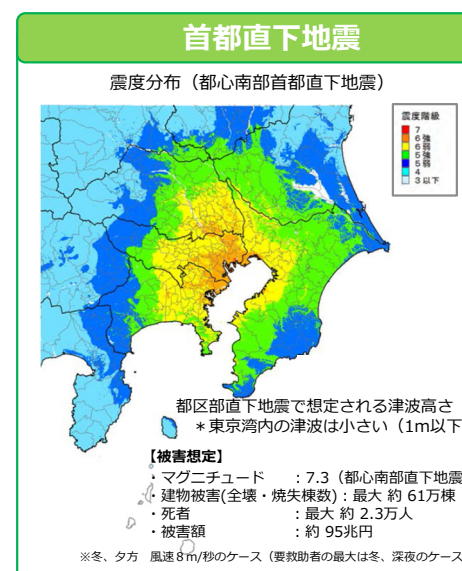 首都直下地震
震度分布（都心南部首都直下地震）
震度階級
7
6強
6弱
5強
5弱
4
3以下
都区部直下地震で想定される津波高さ
＊東京湾内の津波は小さい（1m以下
【被害想定】
・マグニチュード　：7.3（都心南部直下地震
・建物被害(全壊・焼失棟数)：最大 約 61万棟
・死者　：最大 約 2.3万人
・被害額　：約 95兆円
※冬、夕方　風速８m/秒のケース（要救助者の最大は冬、深夜のケース